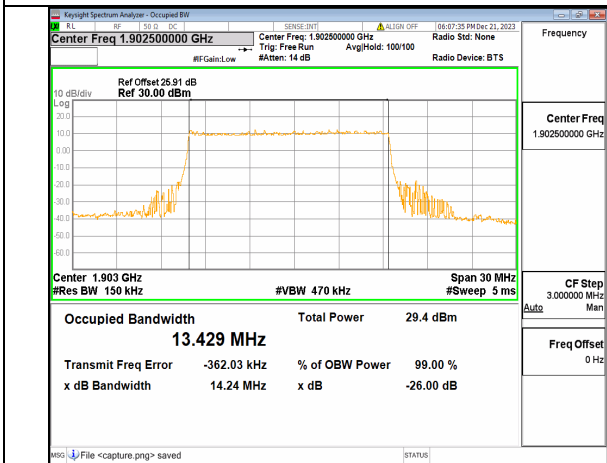 Keysight Spectrum Analyzer - Occupied BW
RL RF 50 Ω DC SENSE:INT ALIGN OFF 06:07:35 PM Dec 21, 2023
Center Freq 1.902500000 GHz Center Freq: 1.902500000 GHz Radio Std: None Frequency
Trig: Free Run Avg|Hold: 100/100
#IFGain:Low #Atten: 14 dB Radio Device: BTS
Ref Offset 25.91 dB
10 dB/div Ref 30.00 dBm
Log
20.0
10.0
0.00
-10.0
-20.0
-30.0
-40.0
-50.0
-60.0
Center Freq
1.902500000 GHz
Center 1.903 GHz Span 30 MHz
#Res BW 150 kHz #VBW 470 kHz #Sweep 5 ms
CF Step
3.000000 MHz
Auto Man
Occupied Bandwidth Total Power 29.4 dBm
13.429 MHz
Freq Offset
0 Hz
Transmit Freq Error -362.03 kHz % of OBW Power 99.00 %
x dB Bandwidth 14.24 MHz x dB -26.00 dB
MSG File <capture.png> saved STATUS